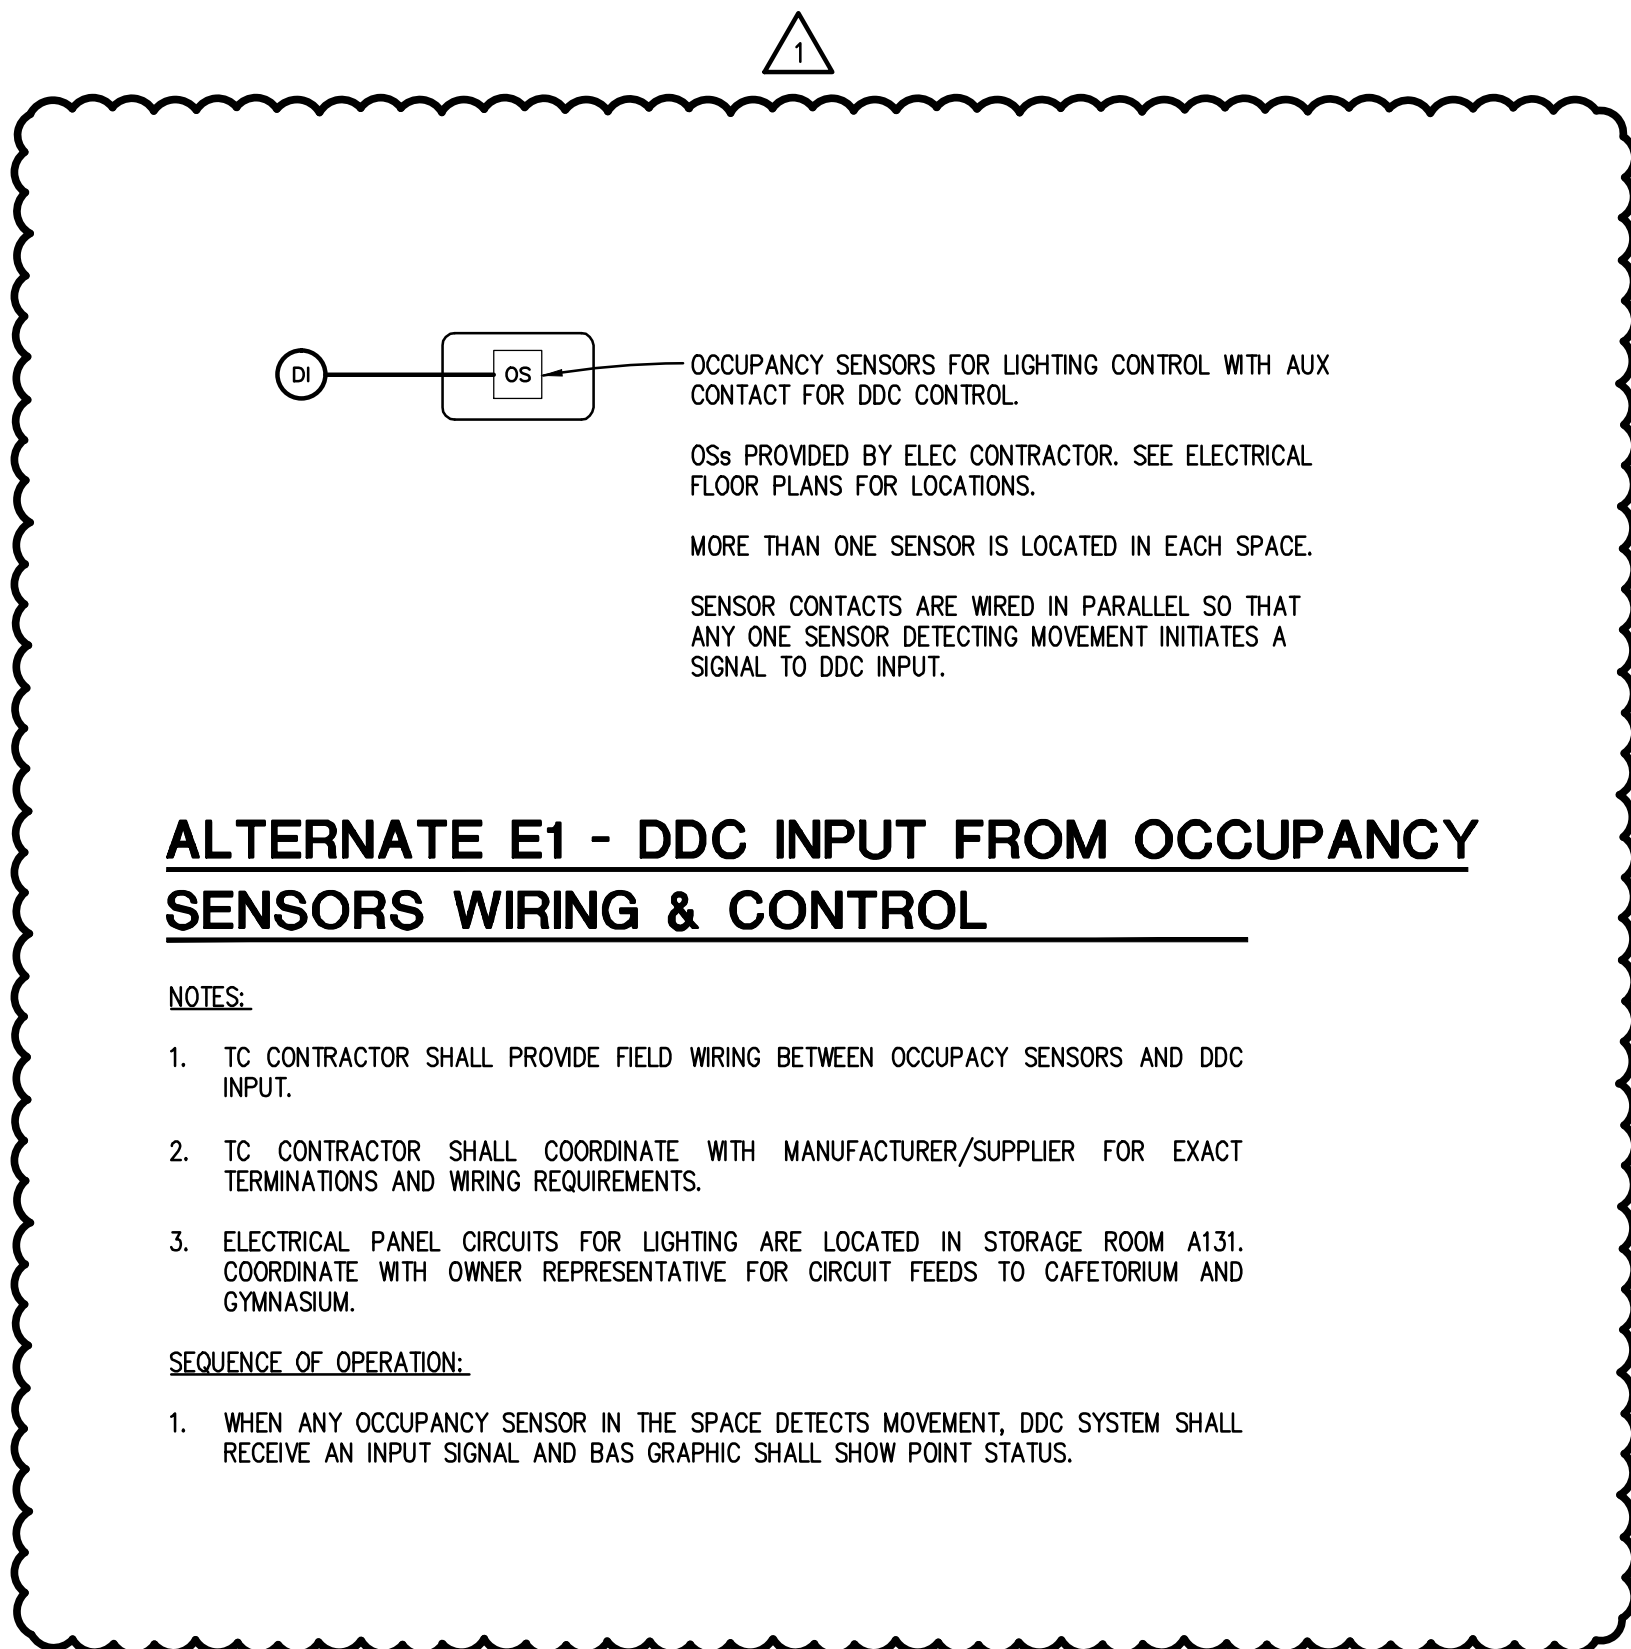 1
DI
OS
OCCUPANCY SENSORS FOR LIGHTING CONTROL WITH AUX
CONTACT FOR DDC CONTROL.
OSs PROVIDED BY ELEC CONTRACTOR. SEE ELECTRICAL
FLOOR PLANS FOR LOCATIONS.
MORE THAN ONE SENSOR IS LOCATED IN EACH SPACE.
SENSOR CONTACTS ARE WIRED IN PARALLEL SO THAT
ANY ONE SENSOR DETECTING MOVEMENT INITIATES A
SIGNAL TO DDC INPUT.
ALTERNATE E1 - DDC INPUT FROM OCCUPANCY
SENSORS WIRING & CONTROL
NOTES:
1. TC CONTRACTOR SHALL PROVIDE FIELD WIRING BETWEEN OCCUPACY SENSORS AND DDC
INPUT.
2. TC CONTRACTOR SHALL COORDINATE WITH MANUFACTURER/SUPPLIER FOR EXACT
TERMINATIONS AND WIRING REQUIREMENTS.
3. ELECTRICAL PANEL CIRCUITS FOR LIGHTING ARE LOCATED IN STORAGE ROOM A131.
COORDINATE WITH OWNER REPRESENTATIVE FOR CIRCUIT FEEDS TO CAFETORIUM AND
GYMNASIUM.
SEQUENCE OF OPERATION:
1. WHEN ANY OCCUPANCY SENSOR IN THE SPACE DETECTS MOVEMENT, DDC SYSTEM SHALL
RECEIVE AN INPUT SIGNAL AND BAS GRAPHIC SHALL SHOW POINT STATUS.